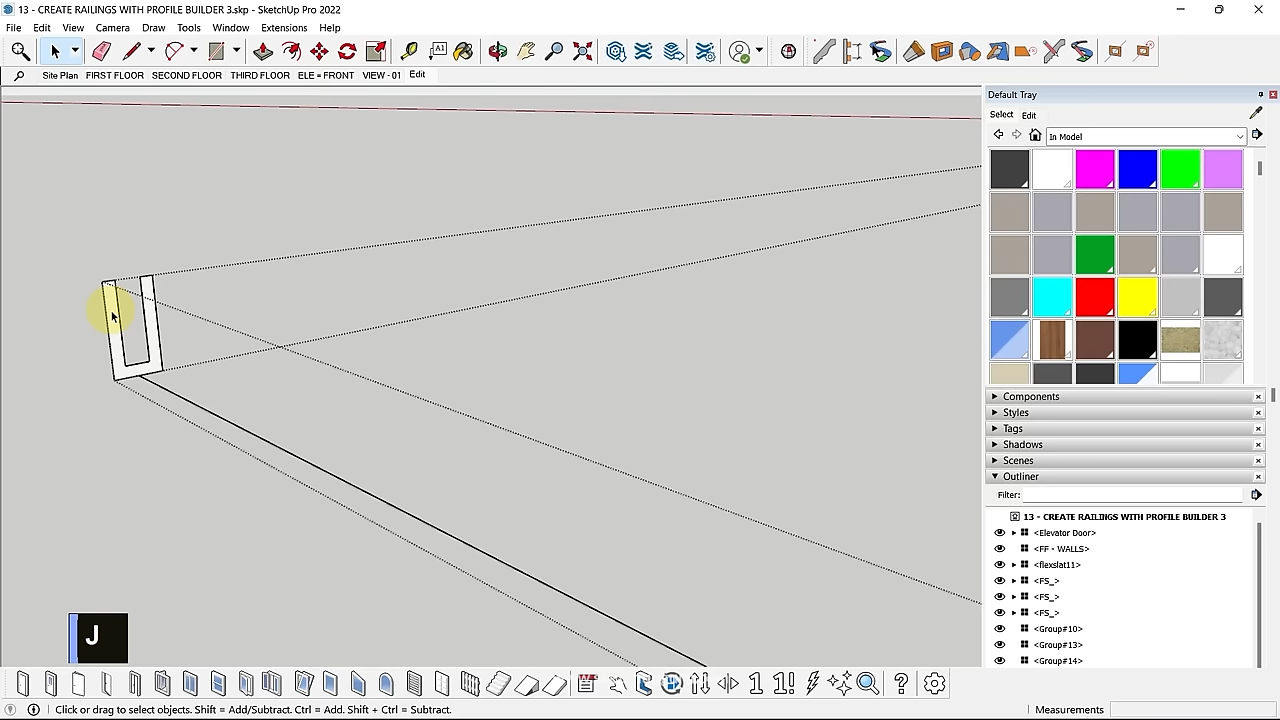 13 - CREATE RAILINGS WITH PROFILE BUILDER 3.skp - SketchUp Pro 2022
File Edit View Camera Draw Tools Window Extensions Help
Site Plan FIRST FLOOR SECOND FLOOR THIRD FLOOR ELE = FRONT VIEW - 01 Edit
Default Tray
Select Edit
In Model
Components
Styles
Tags
Shadows
Scenes
Outliner
Filter:
13 - CREATE RAILINGS WITH PROFILE BUILDER 3
<Elevator Door>
<FF - WALLS>
<flexslat11>
<FS_>
<FS_>
<FS_>
<Group#10>
<Group#13>
<Group#14>
J
Click or drag to select objects. Shift = Add/Subtract. Ctrl = Add. Shift + Ctrl = Subtract.
Measurements